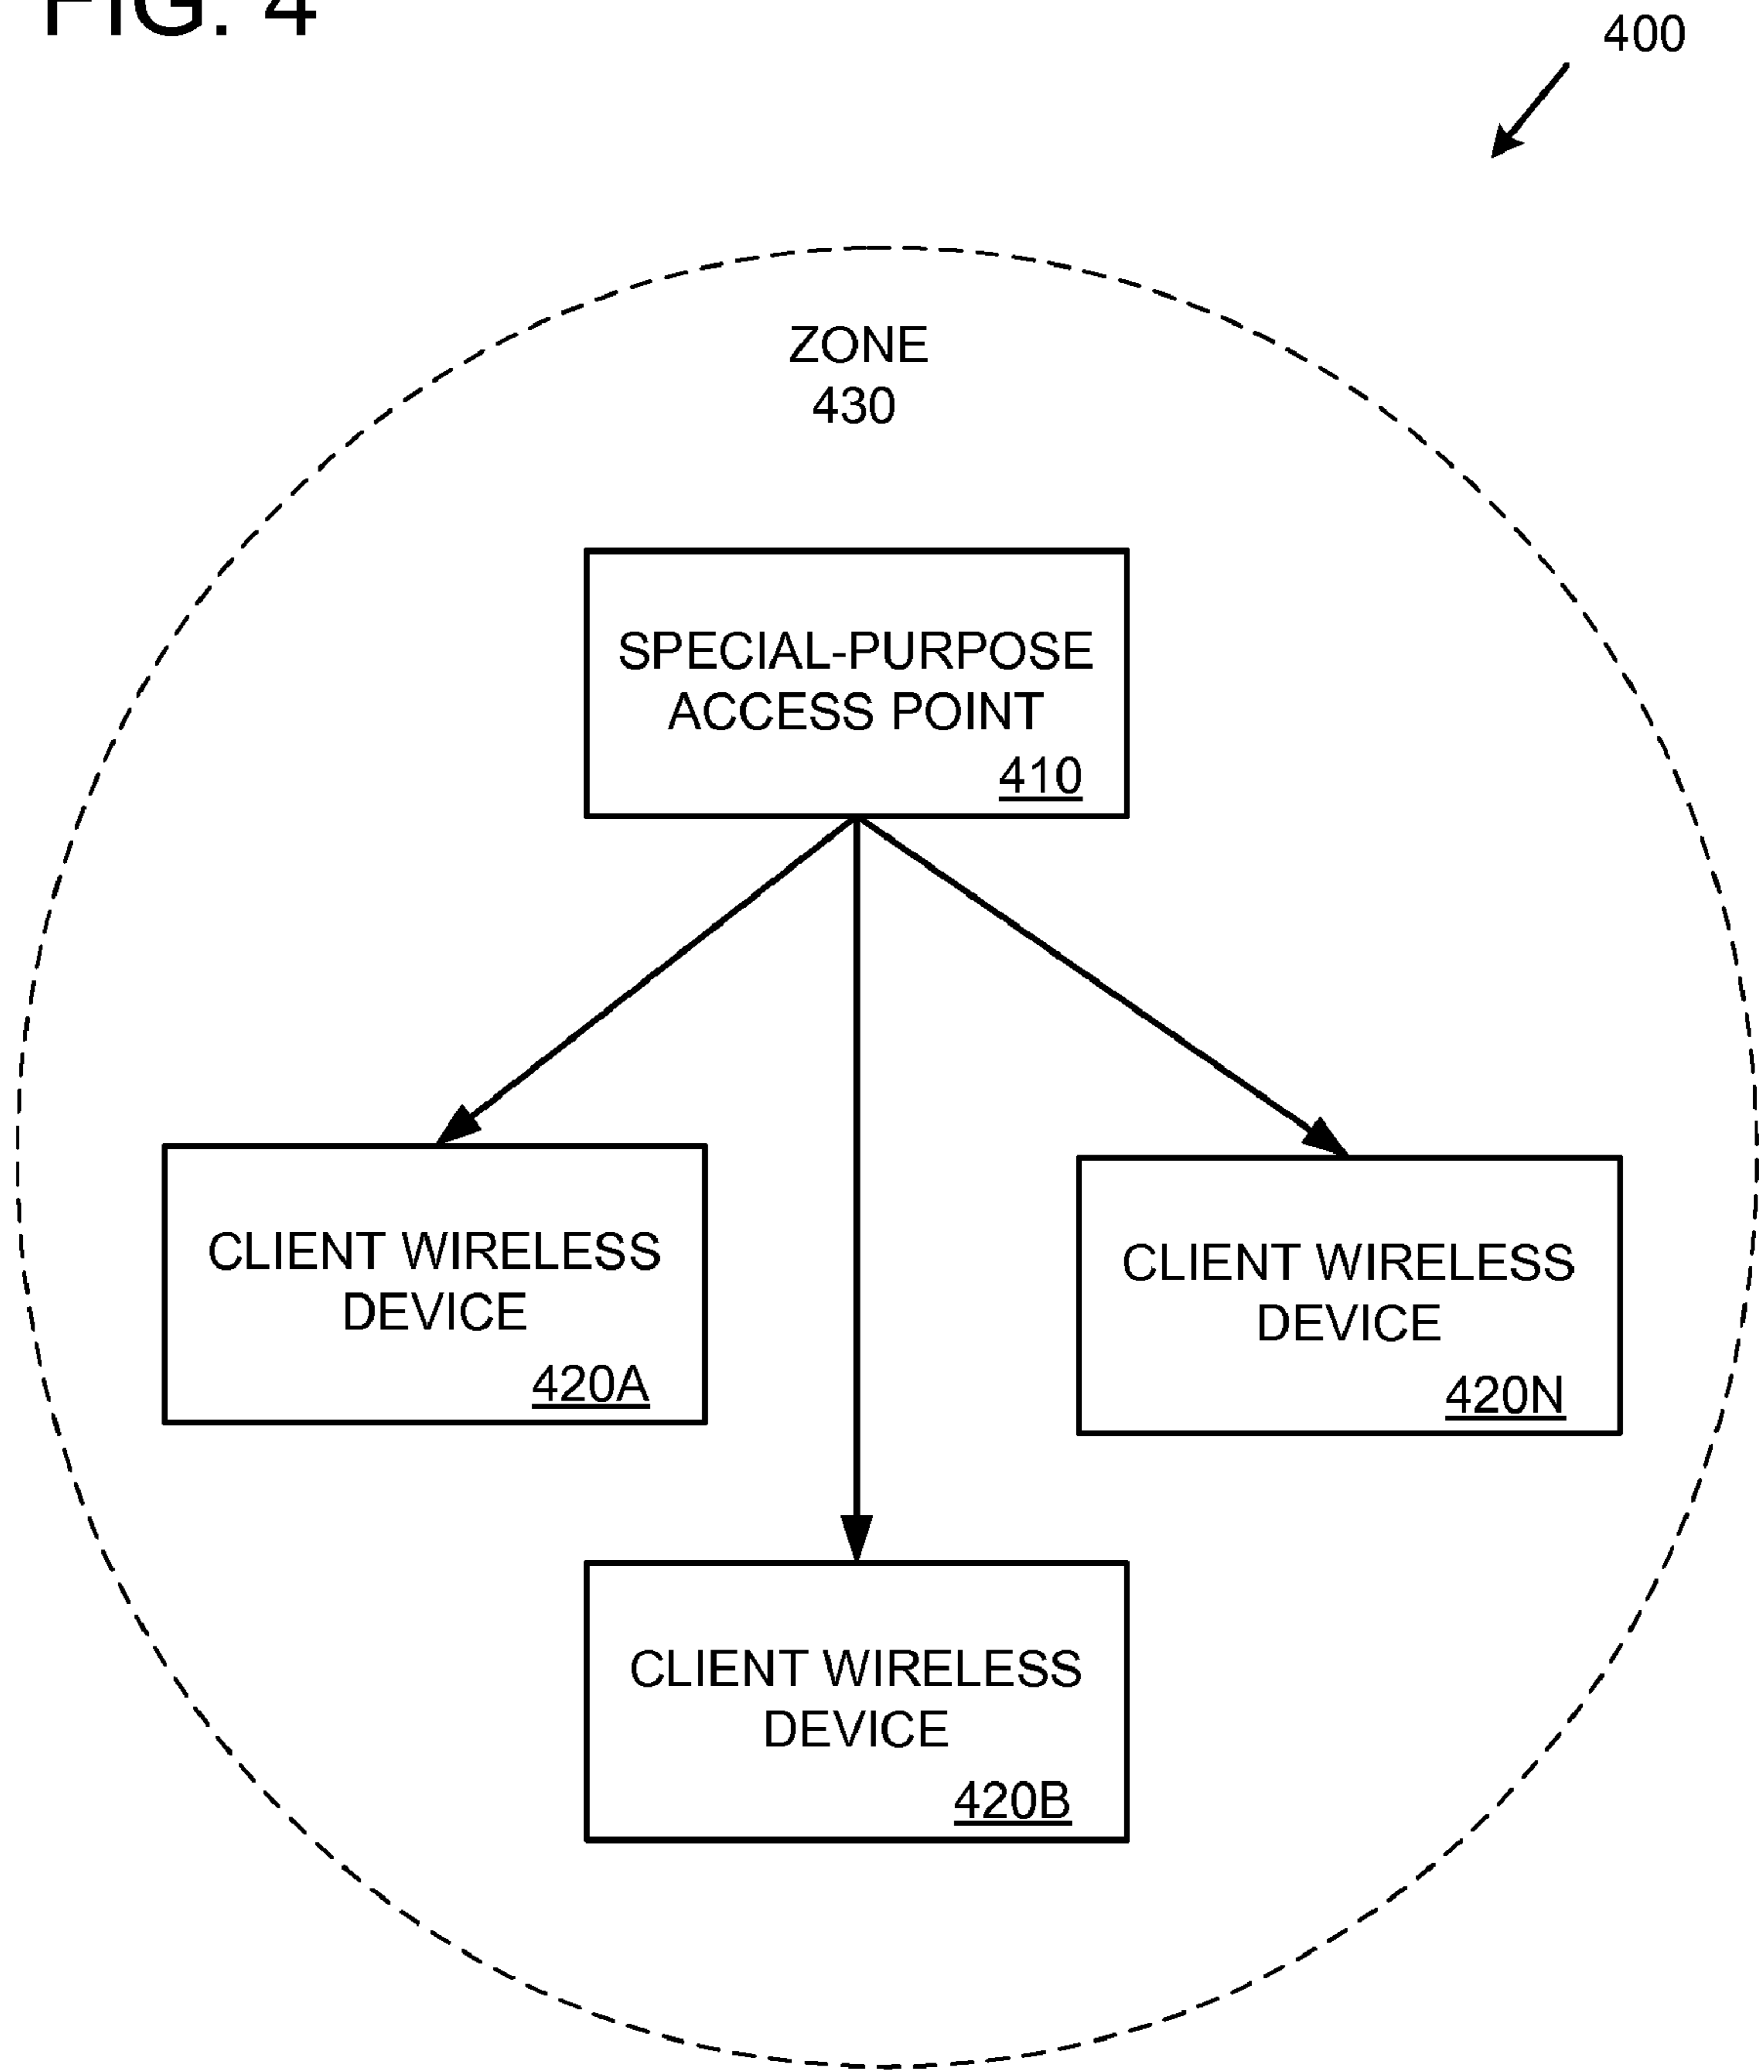 FIG. 4
400
ZONE
430
SPECIAL-PURPOSE
ACCESS POINT
410
CLIENT WIRELESS
DEVICE
420A
CLIENT WIRELESS
DEVICE
420N
CLIENT WIRELESS
DEVICE
420B